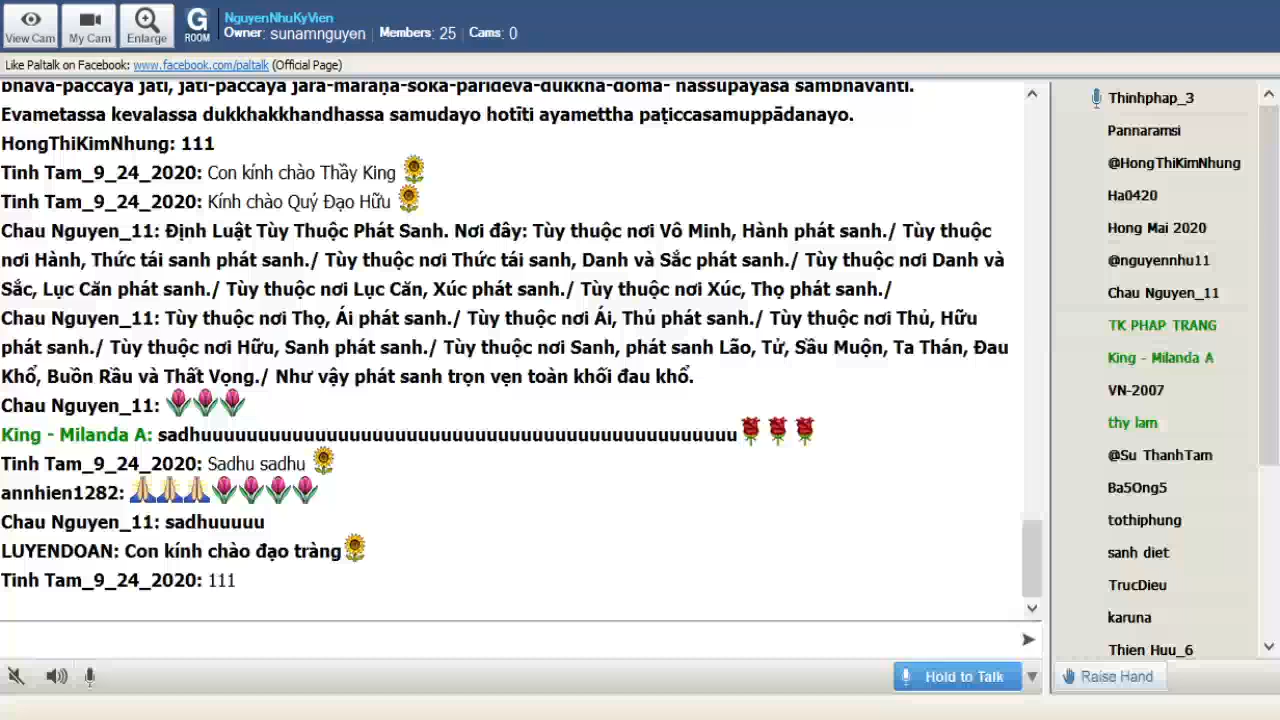 View Cam
My Cam
Enlarge
G
ROOM
NguyenNhuKyVien
Owner: sunamnguyen | Members: 25 | Cams: 0
Like Paltalk on Facebook: www.facebook.com/paltalk (Official Page)
bhava-paccayā jāti, jāti-paccayā jarā-maraṇa-soka-parideva-dukkha-doma- nassupāyāsā sambhavanti.
Evametassa kevalassa dukkhakkhandhassa samudayo hotīti ayamettha paṭiccasamuppādanayo.
HongThiKimNhung: 111
Tinh Tam_9_24_2020: Con kính chào Thầy King
Tinh Tam_9_24_2020: Kính chào Quý Đạo Hữu
Chau Nguyen_11: Định Luật Tùy Thuộc Phát Sanh. Nơi đây: Tùy thuộc nơi Vô Minh, Hành phát sanh./ Tùy thuộc
nơi Hành, Thức tái sanh phát sanh./ Tùy thuộc nơi Thức tái sanh, Danh và Sắc phát sanh./ Tùy thuộc nơi Danh và
Sắc, Lục Căn phát sanh./ Tùy thuộc nơi Lục Căn, Xúc phát sanh./ Tùy thuộc nơi Xúc, Thọ phát sanh./
Chau Nguyen_11: Tùy thuộc nơi Thọ, Ái phát sanh./ Tùy thuộc nơi Ái, Thủ phát sanh./ Tùy thuộc nơi Thủ, Hữu
phát sanh./ Tùy thuộc nơi Hữu, Sanh phát sanh./ Tùy thuộc nơi Sanh, phát sanh Lão, Tử, Sầu Muộn, Ta Thán, Đau
Khổ, Buồn Rầu và Thất Vọng./ Như vậy phát sanh trọn vẹn toàn khối đau khổ.
Chau Nguyen_11:
King - Milanda A: sadhuuuuuuuuuuuuuuuuuuuuuuuuuuuuuuuuuuuuuuuuuuuuuuu
Tinh Tam_9_24_2020: Sadhu sadhu
annhien1282:
Chau Nguyen_11: sadhuuuuu
LUYENDOAN: Con kính chào đạo tràng
Tinh Tam_9_24_2020: 111
Hold to Talk
Thinhphap_3
Pannaramsi
@HongThiKimNhung
Ha0420
Hong Mai 2020
@nguyennhu11
Chau Nguyen_11
TK PHAP TRANG
King - Milanda A
VN-2007
thy lam
@Su ThanhTam
Ba5Ong5
tothiphung
sanh diet
TrucDieu
karuna
Thien Huu_6
Raise Hand